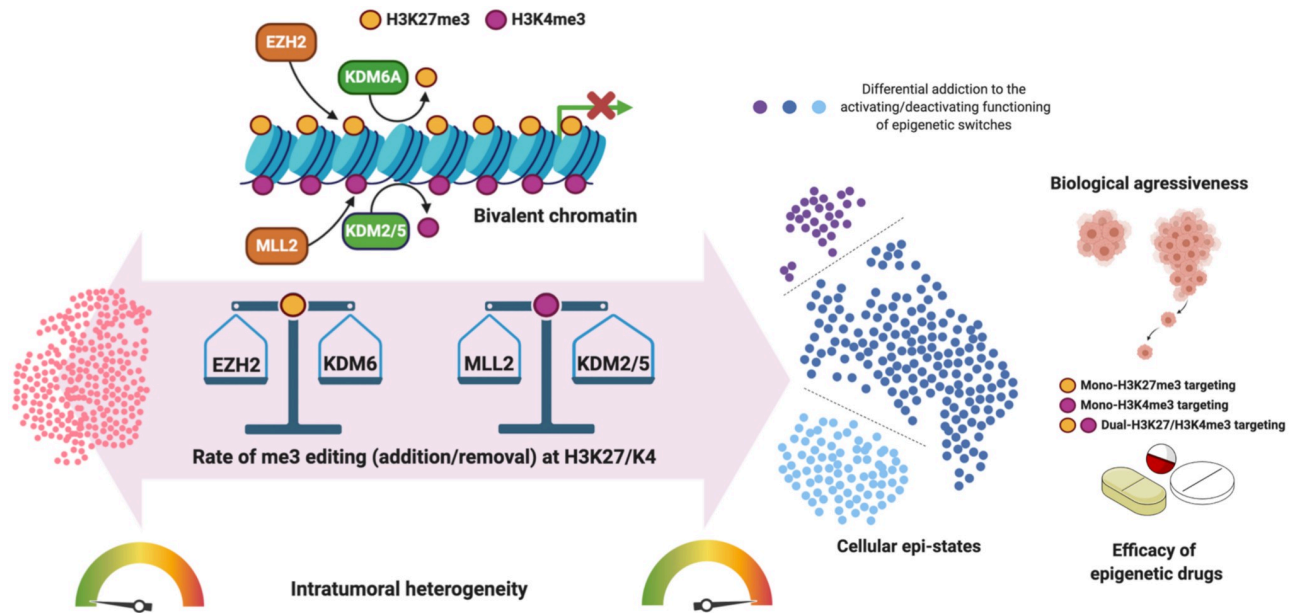 H3K27me3 H3K4me3
EZH2
KDM6A
Bivalent chromatin
MLL2
KDM2/5
EZH2 KDM6 MLL2 KDM2/5
Rate of me3 editing (addition/removal) at H3K27/K4
Intratumoral heterogeneity
Differential addiction to the
activating/deactivating functioning
of epigenetic switches
Cellular epi-states
Biological agressiveness
Mono-H3K27me3 targeting
Mono-H3K4me3 targeting
Dual-H3K27/H3K4me3 targeting
Efficacy of
epigenetic drugs